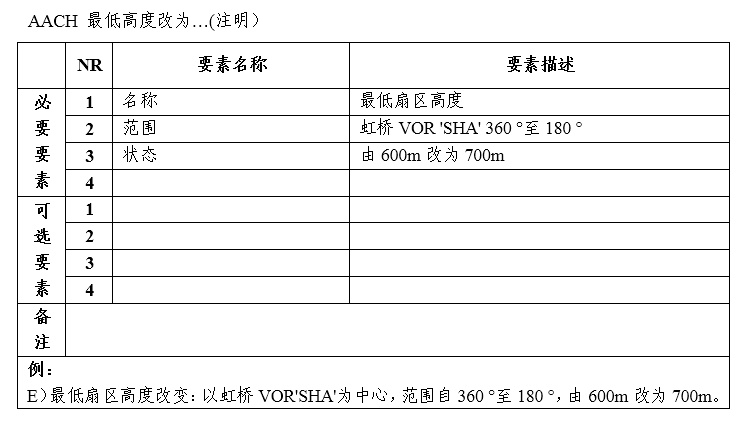 AACH 最低高度改为…(注明)
NR 要素名称 要素描述
必要要素
1 名称 最低扇区高度
2 范围 虹桥 VOR 'SHA' 360 °至 180 °
3 状态 由 600m 改为 700m
4
可选要素
1
2
3
4
备注
例:
E)最低扇区高度改变:以虹桥 VOR'SHA'为中心,范围自 360 °至 180 °,由 600m 改为 700m。